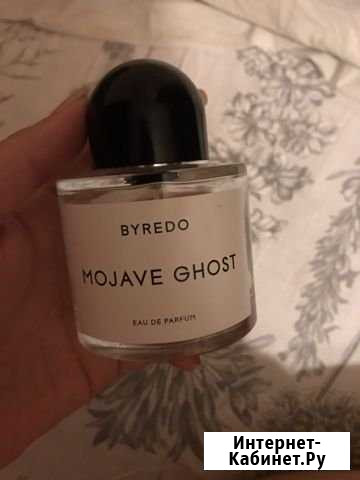 BYREDO
MOJAVE GHOST
EAU DE PARFUM
Интернет-
Кабинет.Ру